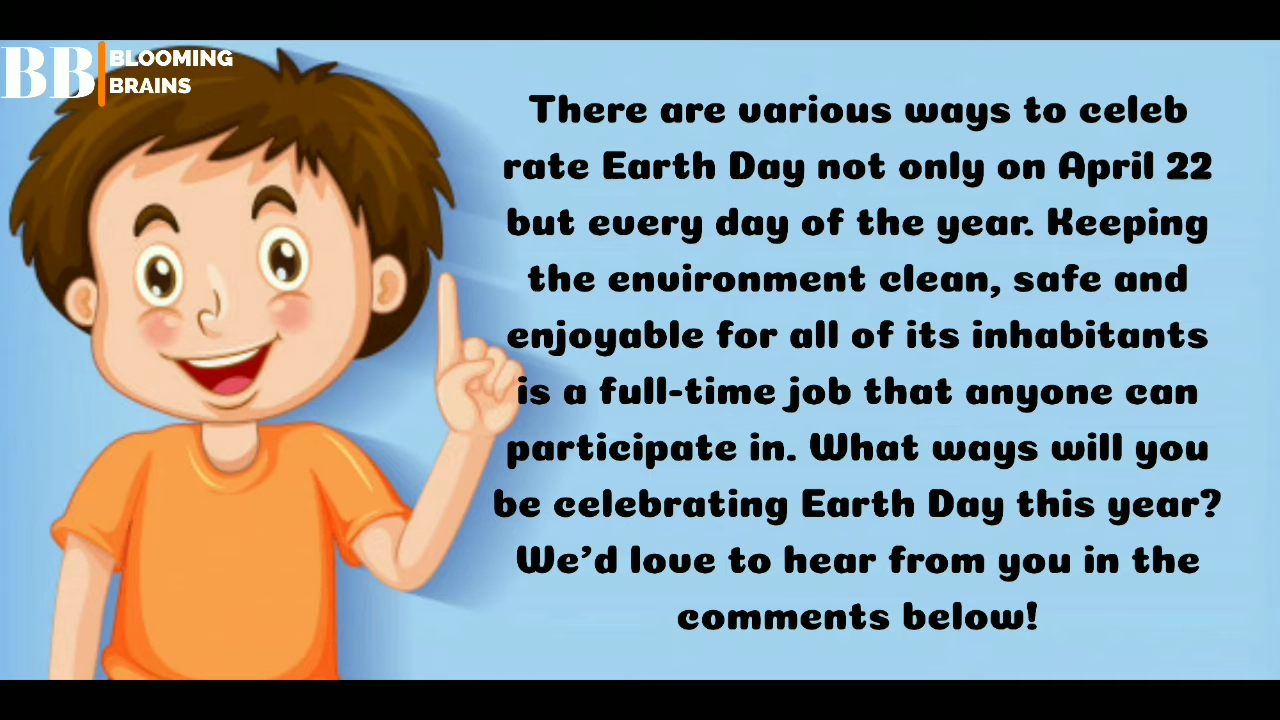 BB
BLOOMING
BRAINS
There are various ways to celeb
rate Earth Day not only on April 22
but every day of the year. Keeping
the environment clean, safe and
enjoyable for all of its inhabitants
is a full-time job that anyone can
participate in. What ways will you
be celebrating Earth Day this year?
We’d love to hear from you in the
comments below!